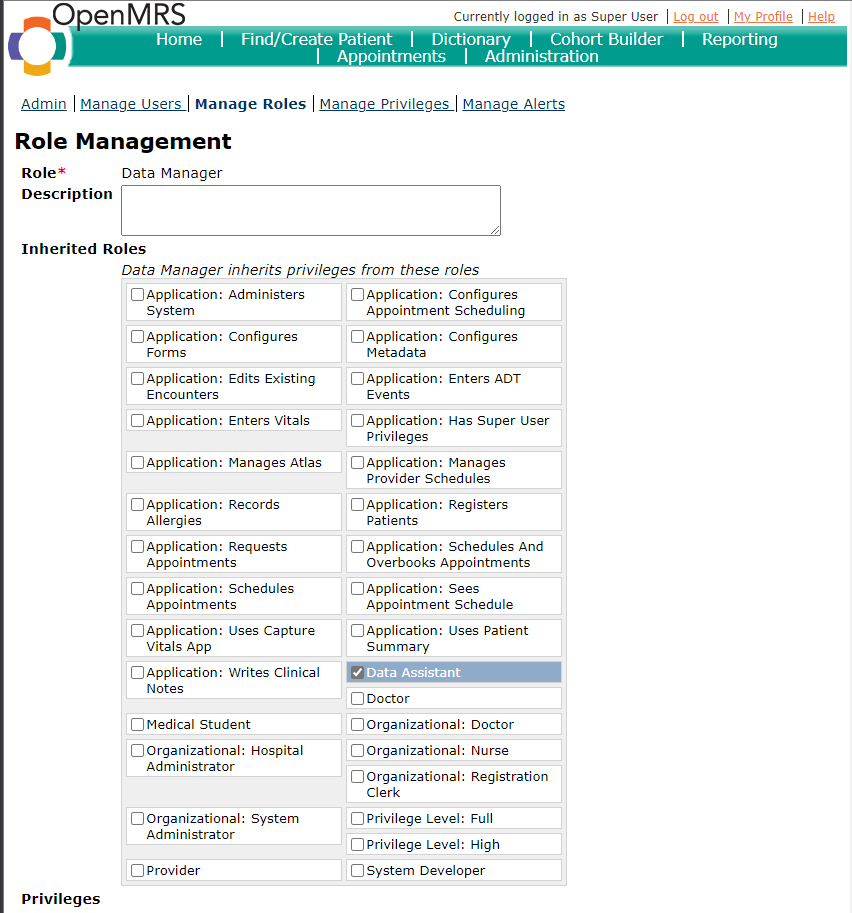 OpenMRS
Currently logged in as Super User | Log out | My Profile | Help
Home | Find/Create Patient | Dictionary | Cohort Builder | Reporting
| Appointments | Administration
Admin | Manage Users | Manage Roles | Manage Privileges | Manage Alerts
Role Management
Role* Data Manager
Description
Inherited Roles
Data Manager inherits privileges from these roles
Application: Administers System
Application: Configures Appointment Scheduling
Application: Configures Forms
Application: Configures Metadata
Application: Edits Existing Encounters
Application: Enters ADT Events
Application: Enters Vitals
Application: Has Super User Privileges
Application: Manages Atlas
Application: Manages Provider Schedules
Application: Records Allergies
Application: Registers Patients
Application: Requests Appointments
Application: Schedules And Overbooks Appointments
Application: Schedules Appointments
Application: Sees Appointment Schedule
Application: Uses Capture Vitals App
Application: Uses Patient Summary
Application: Writes Clinical Notes
Data Assistant
Doctor
Medical Student
Organizational: Doctor
Organizational: Hospital Administrator
Organizational: Nurse
Organizational: Registration Clerk
Organizational: System Administrator
Privilege Level: Full
Privilege Level: High
Provider
System Developer
Privileges